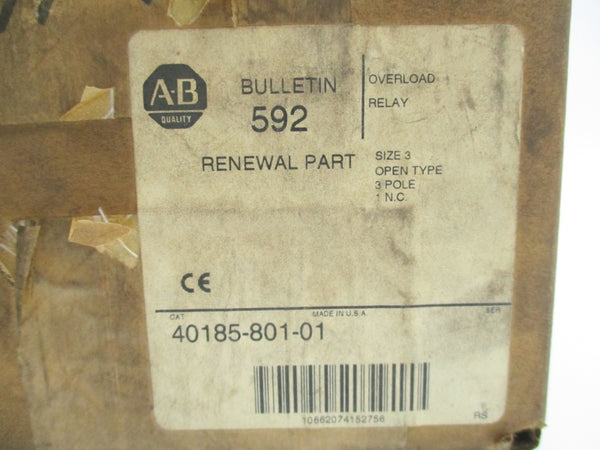 A-B
QUALITY
BULLETIN
592
OVERLOAD
RELAY
RENEWAL PART
SIZE 3
OPEN TYPE
3 POLE
1 N.C.
CE
CAT
MADE IN U.S.A.
SER
40185-801-01
10662074152756
RS